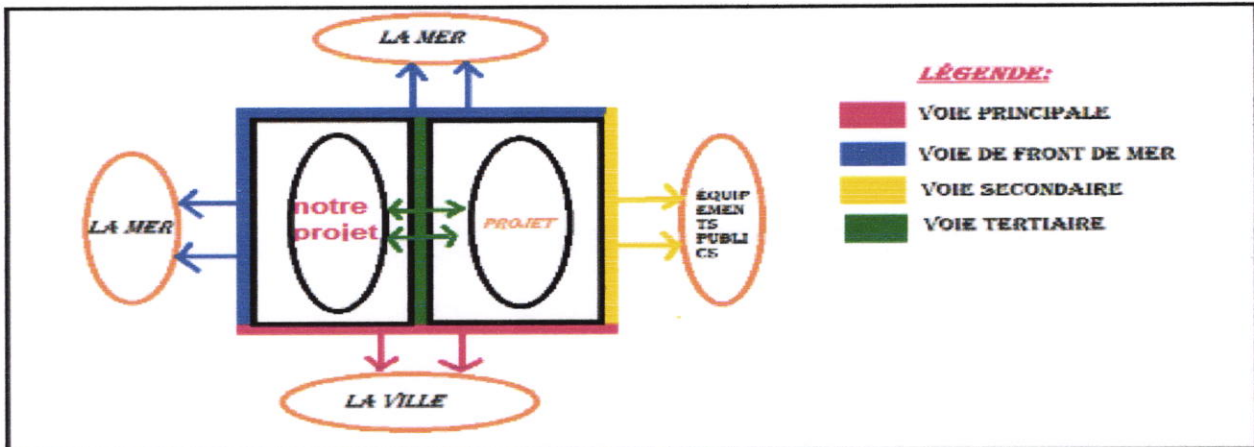 LA MER
LÉGENDE:
VOIE PRINCIPALE
VOIE DE FRONT DE MER
VOIE SECONDAIRE
VOIE TERTIAIRE
LA MER
notre
projet
PROJET
ÉQUIP
EMEN
TS
PUBLI
CS
LA VILLE